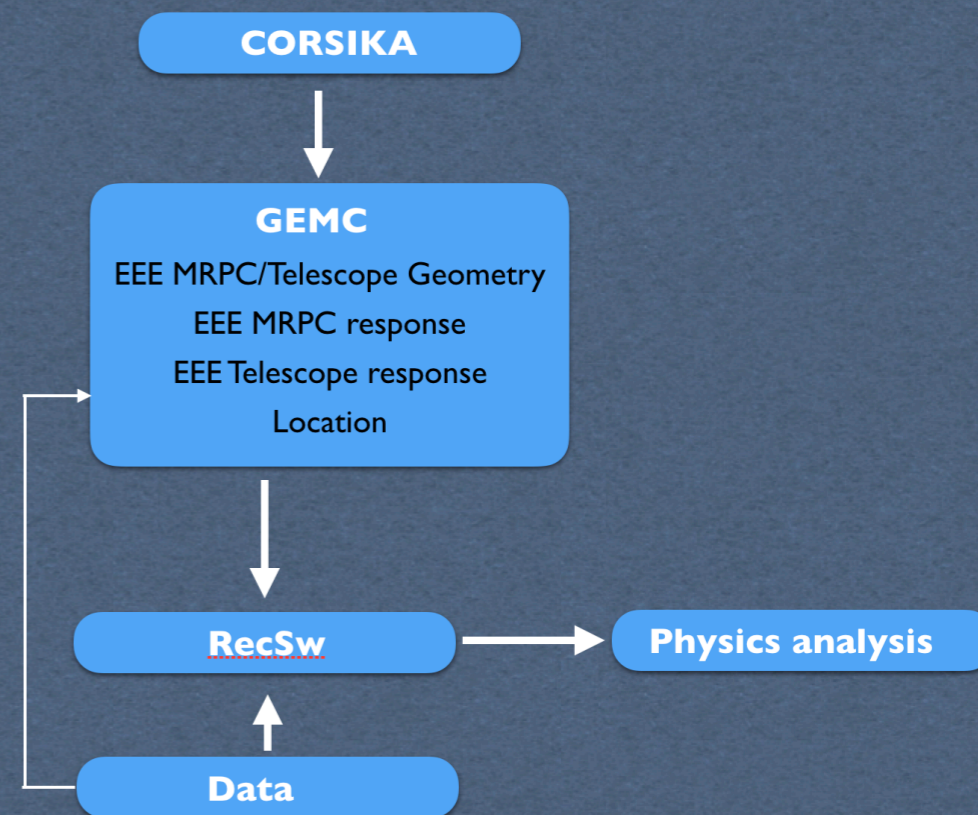 CORSIKA
GEMC
EEE MRPC/Telescope Geometry
EEE MRPC response
EEE Telescope response
Location
RecSw
Physics analysis
Data